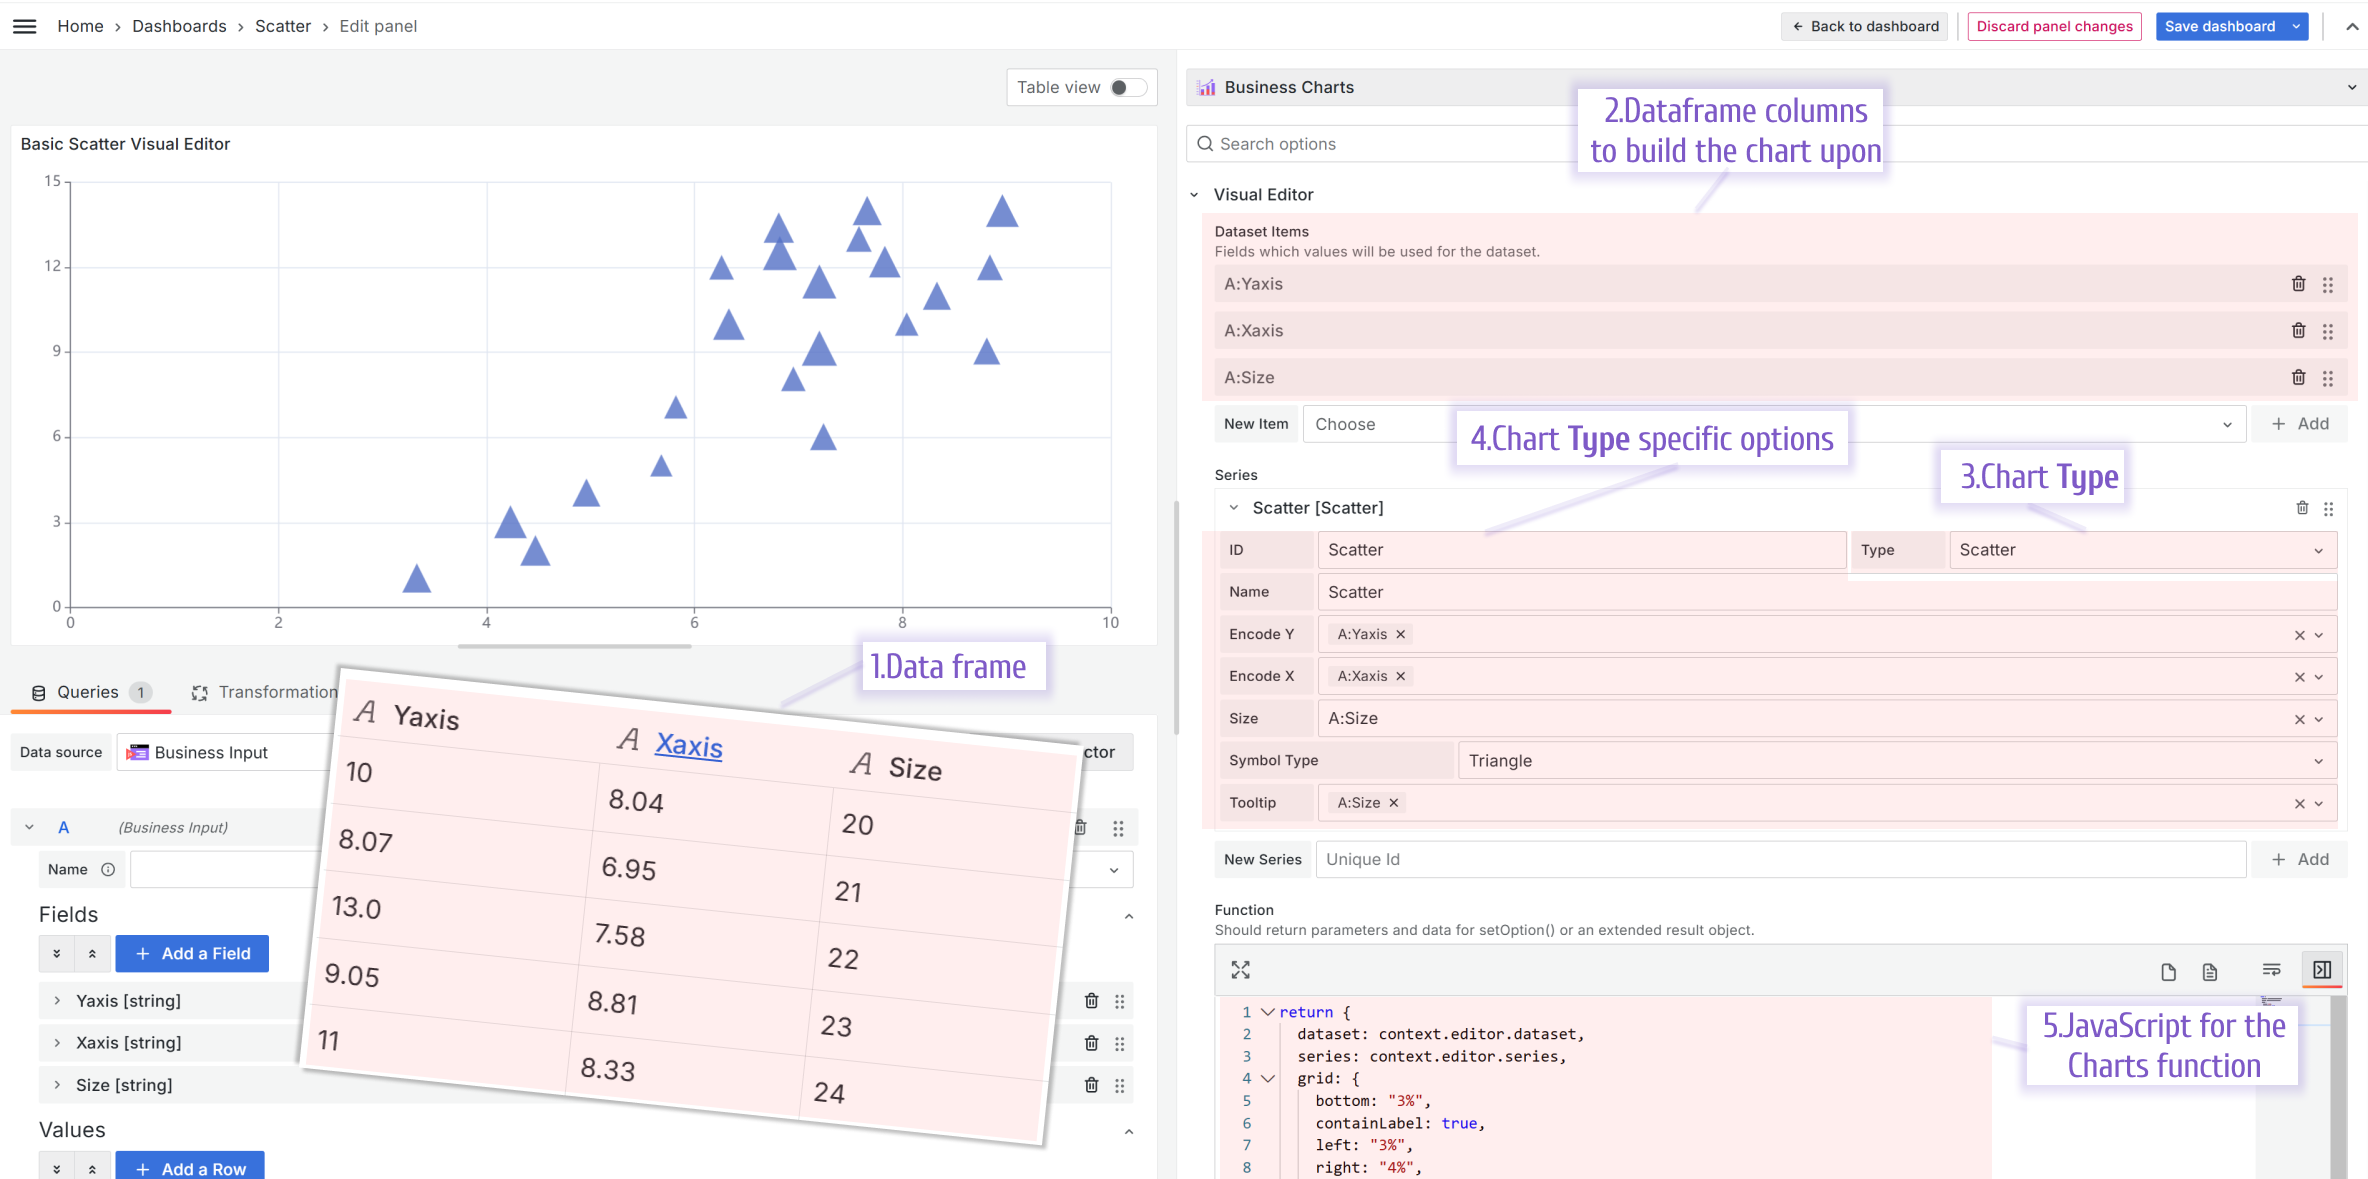 Home › Dashboards › Scatter › Edit panel
← Back to dashboard
Discard panel changes
Save dashboard
Table view
Basic Scatter Visual Editor
15
12
9
6
3
0
0 2 4 6 8 10
1.Data frame
Queries 1
Transformation
Data source
Business Input
ctor
A (Business Input)
Name
Fields
+ Add a Field
Yaxis [string]
Xaxis [string]
Size [string]
Values
+ Add a Row
A Yaxis A Xaxis A Size
10 8.04 20
8.07 6.95 21
13.0 7.58 22
9.05 8.81 23
11 8.33 24
Business Charts
2.Dataframe columns
to build the chart upon
Search options
Visual Editor
Dataset Items
Fields which values will be used for the dataset.
A:Yaxis
A:Xaxis
A:Size
New Item Choose + Add
4.Chart Type specific options
3.Chart Type
Series
Scatter [Scatter]
ID Scatter Type Scatter
Name Scatter
Encode Y A:Yaxis ×
Encode X A:Xaxis ×
Size A:Size
Symbol Type Triangle
Tooltip A:Size ×
New Series Unique Id + Add
Function
Should return parameters and data for setOption() or an extended result object.
1 return {
2 dataset: context.editor.dataset,
3 series: context.editor.series,
4 grid: {
5 bottom: "3%",
6 containLabel: true,
7 left: "3%",
8 right: "4%",
5.JavaScript for the
Charts function